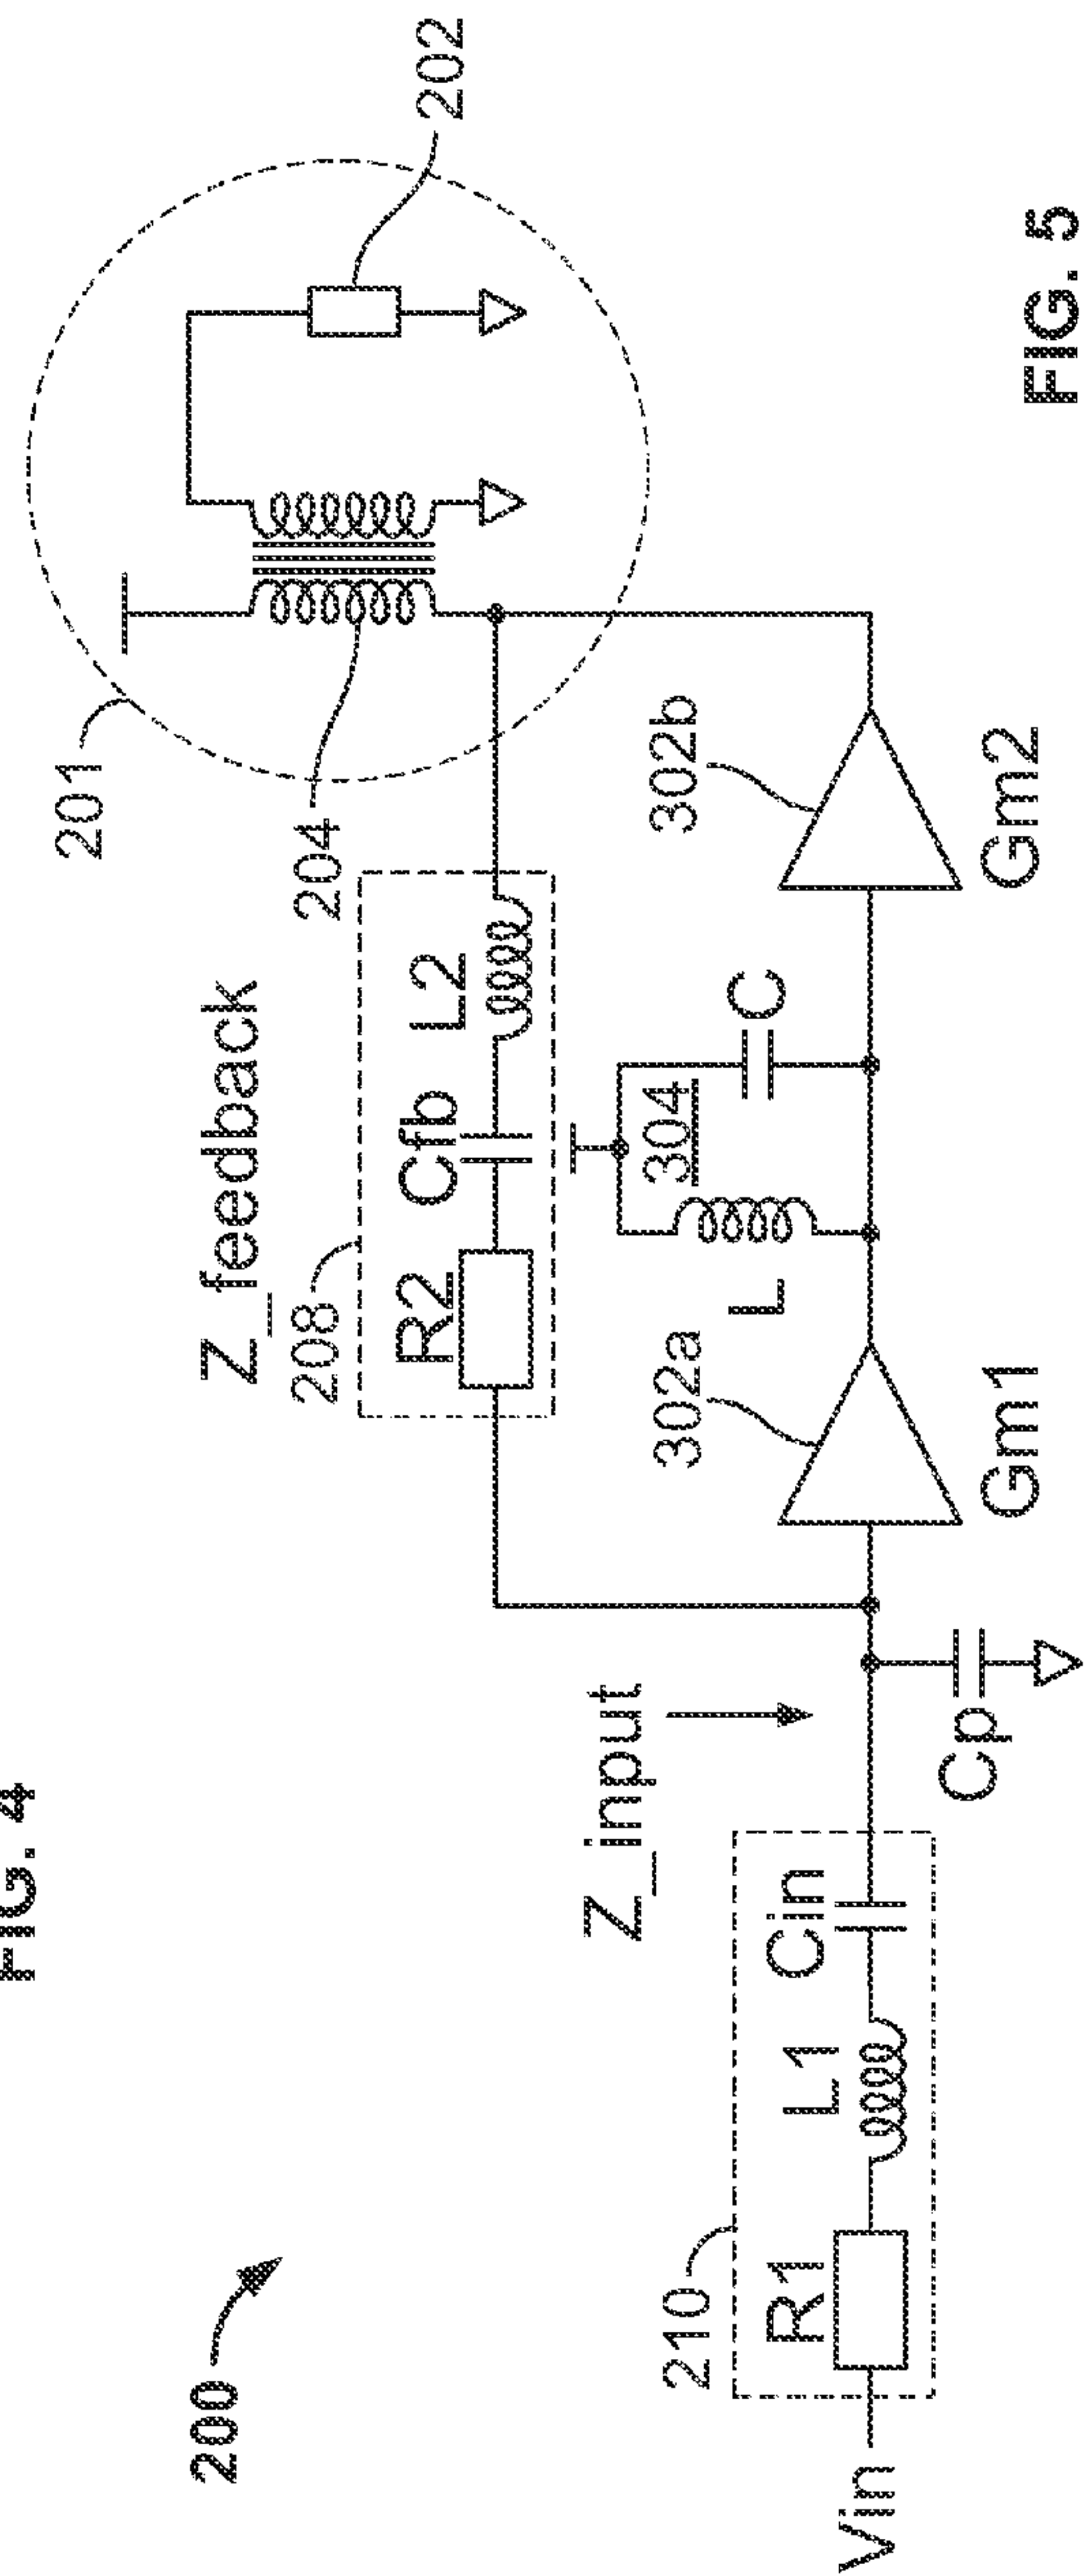 FIG. 4
200
201
202
204
Z_feedback
208
R2 Cfb L2
304
L
C
302a
302b
Gm1
Gm2
Z_input
210
R1 L1 Cin
Cp
Vin
FIG. 5